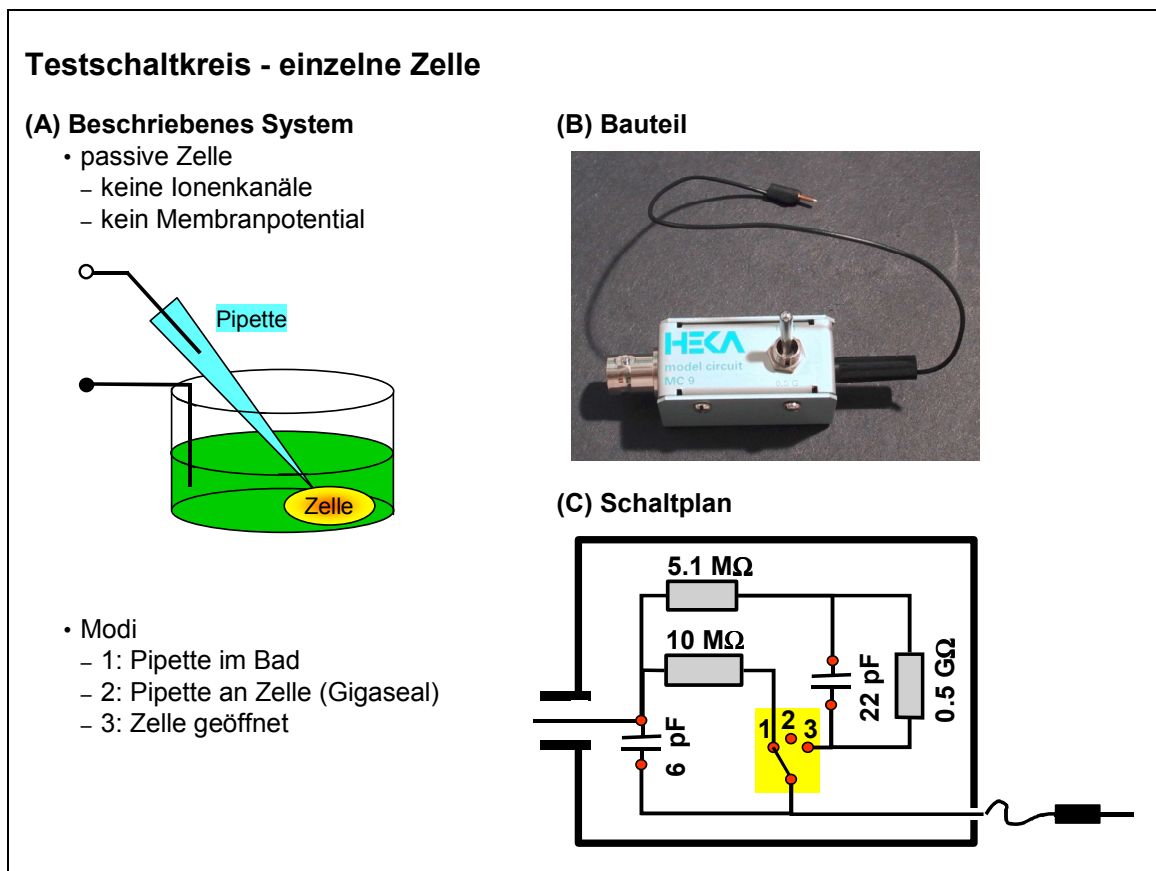 Testschaltkreis - einzelne Zelle
(A) Beschriebenes System
• passive Zelle
– keine Ionenkanäle
– kein Membranpotential
Pipette
Zelle
• Modi
– 1: Pipette im Bad
– 2: Pipette an Zelle (Gigaseal)
– 3: Zelle geöffnet
(B) Bauteil
HEKA
model circuit
MC 9
0.5 G
(C) Schaltplan
5.1 MΩ
10 MΩ
6 pF
1
2
3
22 pF
0.5 GΩ